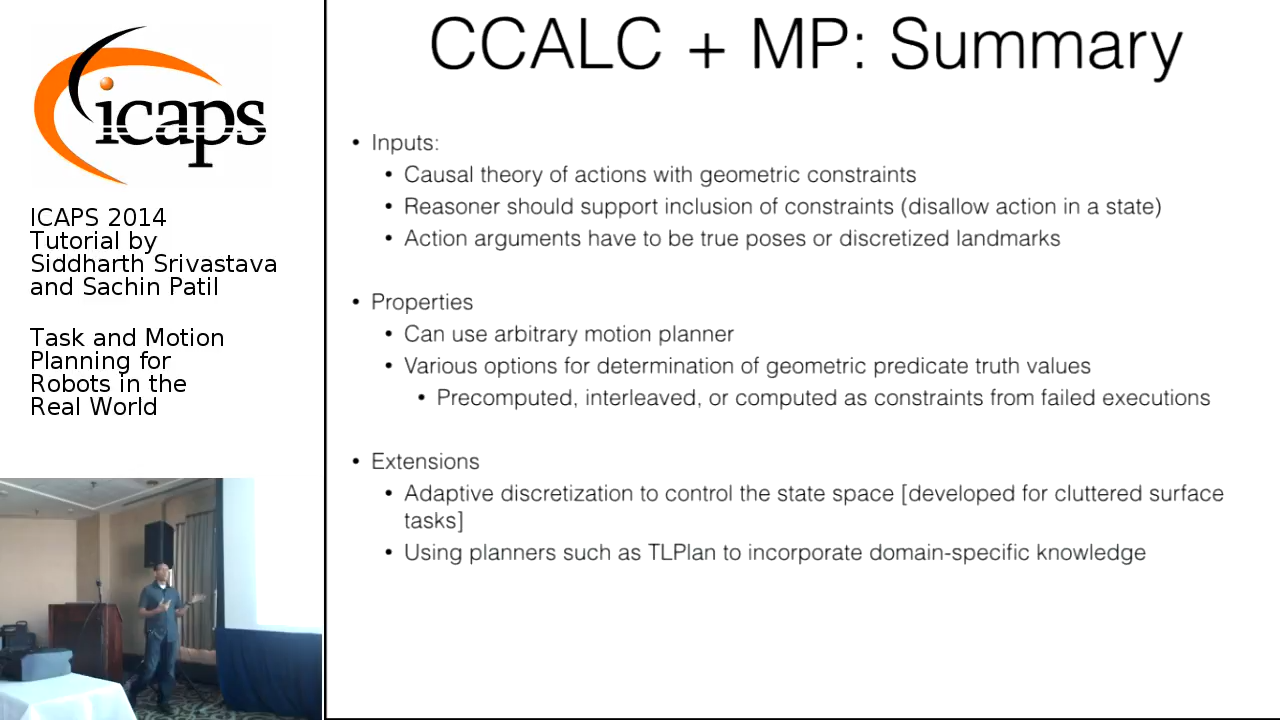 icaps
ICAPS 2014
Tutorial by
Siddharth Srivastava
and Sachin Patil
Task and Motion
Planning for
Robots in the
Real World
CCALC + MP: Summary
• Inputs:
• Causal theory of actions with geometric constraints
• Reasoner should support inclusion of constraints (disallow action in a state)
• Action arguments have to be true poses or discretized landmarks
• Properties
• Can use arbitrary motion planner
• Various options for determination of geometric predicate truth values
• Precomputed, interleaved, or computed as constraints from failed executions
• Extensions
• Adaptive discretization to control the state space [developed for cluttered surface
tasks]
• Using planners such as TLPlan to incorporate domain-specific knowledge